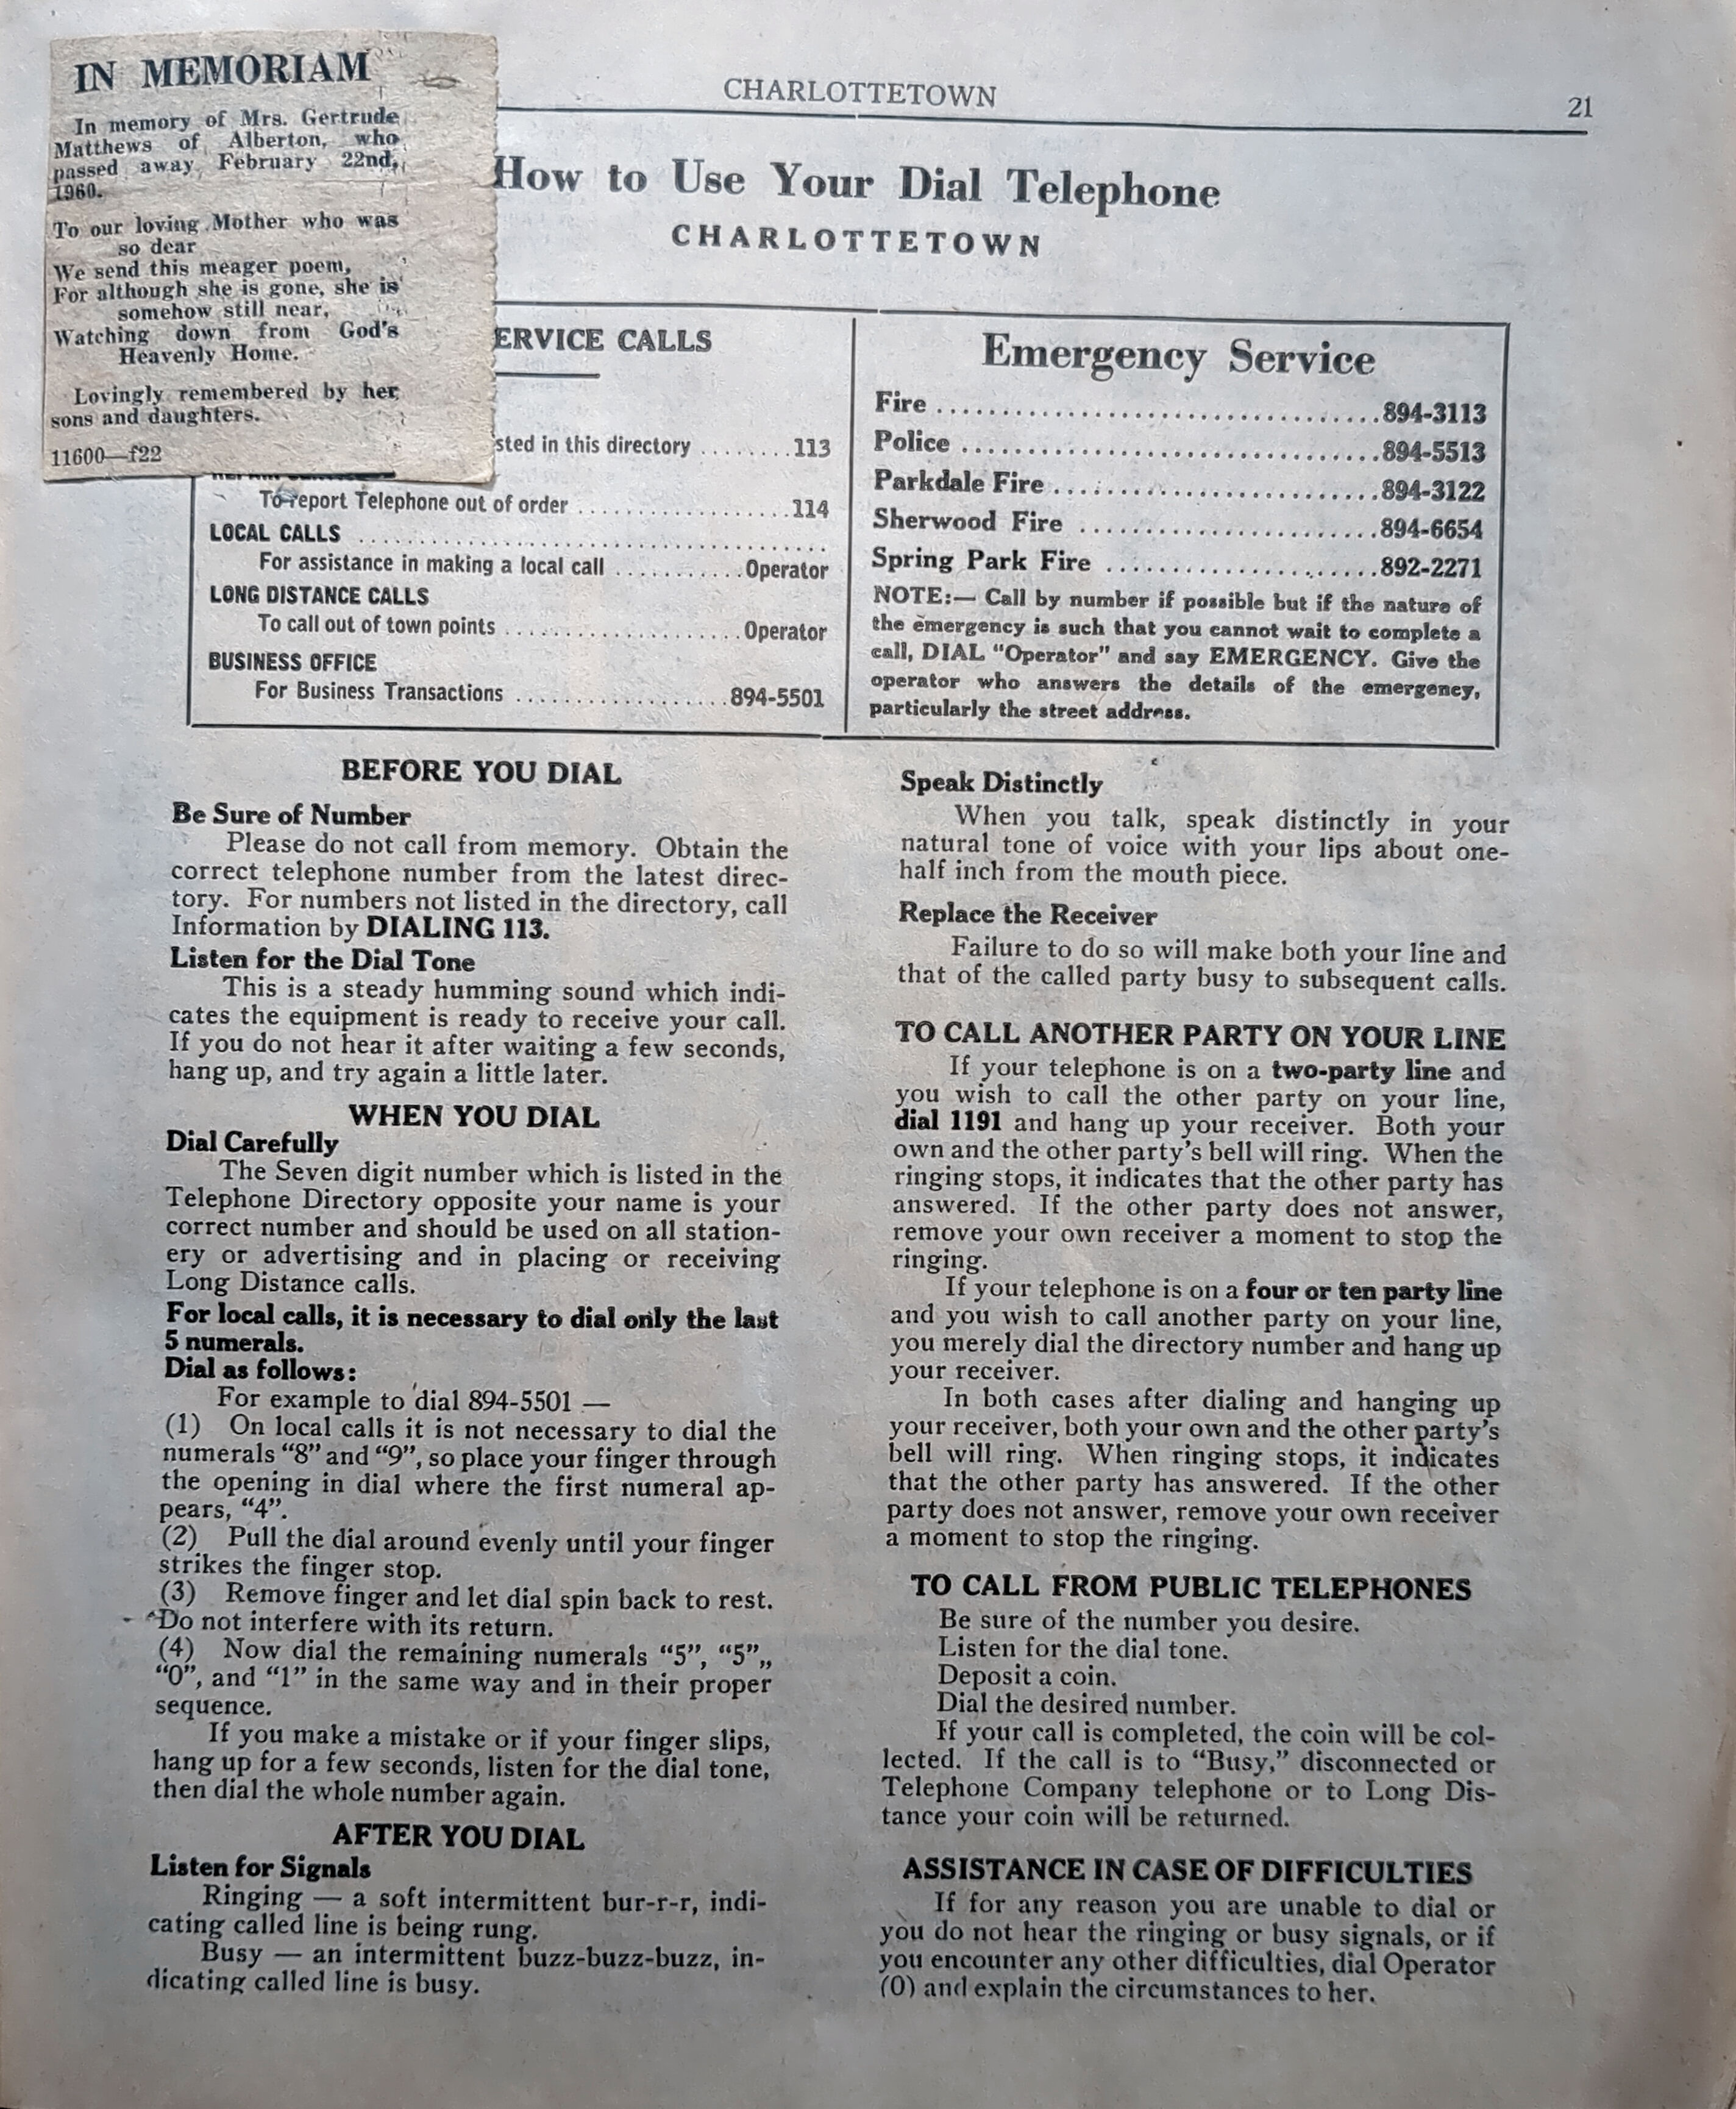 IN MEMORIAM
In memory of Mrs. Gertrude
Matthews of Alberton, who
passed away February 22nd,
1960.
To our loving Mother who was
so dear
We send this meager poem,
For although she is gone, she is
somehow still near,
Watching down from God's
Heavenly Home.
Lovingly remembered by her
sons and daughters.
11600—f22
CHARLOTTETOWN
21
How to Use Your Dial Telephone
CHARLOTTETOWN
ERVICE CALLS
sted in this directory ........113
To report Telephone out of order ..................114
LOCAL CALLS ........................................
For assistance in making a local call ...........Operator
LONG DISTANCE CALLS
To call out of town points ....................Operator
BUSINESS OFFICE
For Business Transactions ..................894-5501
Emergency Service
Fire ................................894-3113
Police ..............................894-5513
Parkdale Fire ........................894-3122
Sherwood Fire ......................894-6654
Spring Park Fire ....................892-2271
NOTE:— Call by number if possible but if the nature of
the emergency is such that you cannot wait to complete a
call, DIAL "Operator" and say EMERGENCY. Give the
operator who answers the details of the emergency,
particularly the street address.
BEFORE YOU DIAL
Be Sure of Number
Please do not call from memory. Obtain the
correct telephone number from the latest direc-
tory. For numbers not listed in the directory, call
Information by DIALING 113.
Listen for the Dial Tone
This is a steady humming sound which indi-
cates the equipment is ready to receive your call.
If you do not hear it after waiting a few seconds,
hang up, and try again a little later.
WHEN YOU DIAL
Dial Carefully
The Seven digit number which is listed in the
Telephone Directory opposite your name is your
correct number and should be used on all station-
ery or advertising and in placing or receiving
Long Distance calls.
For local calls, it is necessary to dial only the last
5 numerals.
Dial as follows:
For example to dial 894-5501 —
(1) On local calls it is not necessary to dial the
numerals "8" and "9", so place your finger through
the opening in dial where the first numeral ap-
pears, "4".
(2) Pull the dial around evenly until your finger
strikes the finger stop.
(3) Remove finger and let dial spin back to rest.
Do not interfere with its return.
(4) Now dial the remaining numerals "5", "5",,
"0", and "1" in the same way and in their proper
sequence.
If you make a mistake or if your finger slips,
hang up for a few seconds, listen for the dial tone,
then dial the whole number again.
AFTER YOU DIAL
Listen for Signals
Ringing — a soft intermittent bur-r-r, indi-
cating called line is being rung.
Busy — an intermittent buzz-buzz-buzz, in-
dicating called line is busy.
Speak Distinctly
When you talk, speak distinctly in your
natural tone of voice with your lips about one-
half inch from the mouth piece.
Replace the Receiver
Failure to do so will make both your line and
that of the called party busy to subsequent calls.
TO CALL ANOTHER PARTY ON YOUR LINE
If your telephone is on a two-party line and
you wish to call the other party on your line,
dial 1191 and hang up your receiver. Both your
own and the other party's bell will ring. When the
ringing stops, it indicates that the other party has
answered. If the other party does not answer,
remove your own receiver a moment to stop the
ringing.
If your telephone is on a four or ten party line
and you wish to call another party on your line,
you merely dial the directory number and hang up
your receiver.
In both cases after dialing and hanging up
your receiver, both your own and the other party's
bell will ring. When ringing stops, it indicates
that the other party has answered. If the other
party does not answer, remove your own receiver
a moment to stop the ringing.
TO CALL FROM PUBLIC TELEPHONES
Be sure of the number you desire.
Listen for the dial tone.
Deposit a coin.
Dial the desired number.
If your call is completed, the coin will be col-
lected. If the call is to "Busy," disconnected or
Telephone Company telephone or to Long Dis-
tance your coin will be returned.
ASSISTANCE IN CASE OF DIFFICULTIES
If for any reason you are unable to dial or
you do not hear the ringing or busy signals, or if
you encounter any other difficulties, dial Operator
(0) and explain the circumstances to her.